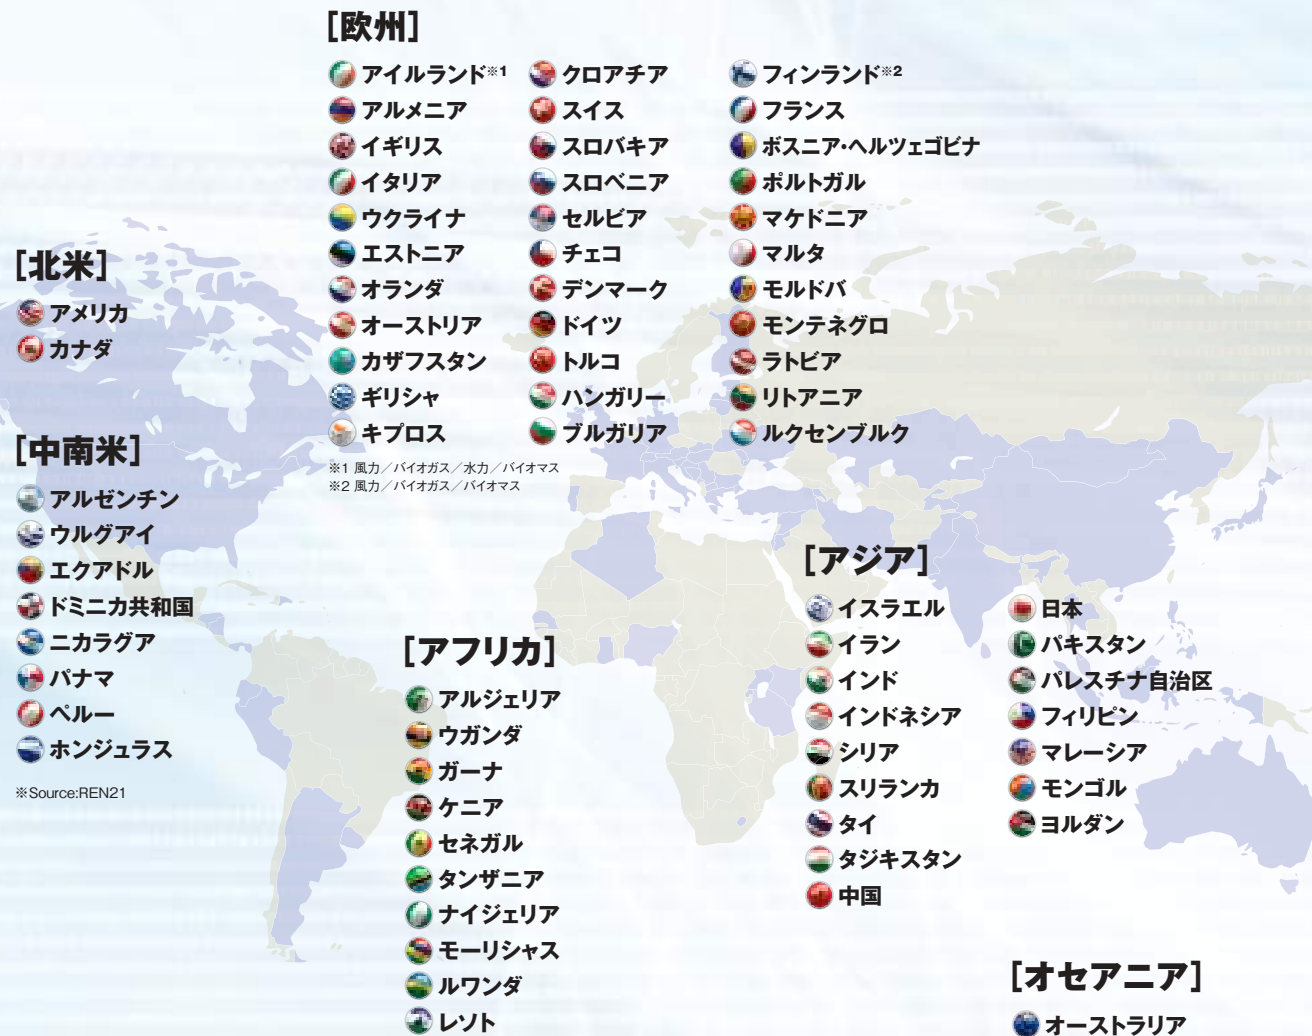 [欧州]
アイルランド※1
アルメニア
イギリス
イタリア
ウクライナ
エストニア
オランダ
オーストリア
カザフスタン
ギリシャ
キプロス
クロアチア
スイス
スロバキア
スロベニア
セルビア
チェコ
デンマーク
ドイツ
トルコ
ハンガリー
ブルガリア
フィンランド※2
フランス
ボスニア・ヘルツェゴビナ
ポルトガル
マケドニア
マルタ
モルドバ
モンテネグロ
ラトビア
リトアニア
ルクセンブルク
※1 風力／バイオガス／水力／バイオマス
※2 風力／バイオガス／バイオマス
[北米]
アメリカ
カナダ
[中南米]
アルゼンチン
ウルグアイ
エクアドル
ドミニカ共和国
ニカラグア
パナマ
ペルー
ホンジュラス
※Source:REN21
[アフリカ]
アルジェリア
ウガンダ
ガーナ
ケニア
セネガル
タンザニア
ナイジェリア
モーリシャス
ルワンダ
レソト
[アジア]
イスラエル
イラン
インド
インドネシア
シリア
スリランカ
タイ
タジキスタン
中国
日本
パキスタン
パレスチナ自治区
フィリピン
マレーシア
モンゴル
ヨルダン
[オセアニア]
オーストラリア